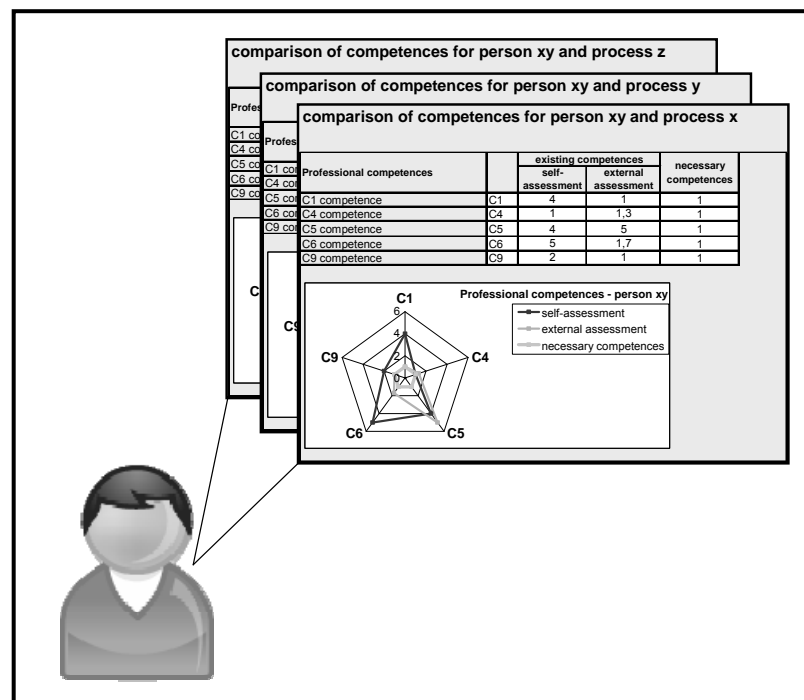 comparison of competences for person xy and process z
comparison of competences for person xy and process y
comparison of competences for person xy and process x
Profes
C1 co
C4 co
C5 co
C6 co
C9 co
Profes
C1 con
C4 con
C5 con
C6 con
C9 con
existing competences
necessary competences
Professional competences
self-assessment
external assessment
C1 competence C1 4 1 1
C4 competence C4 1 1,3 1
C5 competence C5 4 5 1
C6 competence C6 5 1,7 1
C9 competence C9 2 1 1
C
C9
Professional competences - person xy
self-assessment
external assessment
necessary competences
C1
6
4
2
0
C9
C4
C6
C5